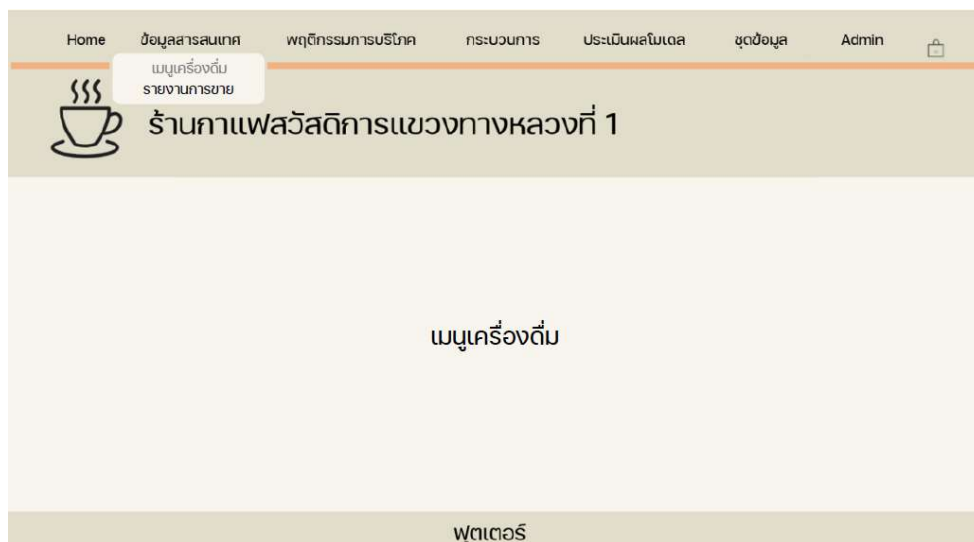 Home ข้อมูลสารสนเทศ พฤติกรรมการบริโภค กระบวนการ ประเมินผลโมเดล ชุดข้อมูล Admin
เมนูเครื่องดื่ม
รายงานการขาย
ร้านกาแฟสวัสดิการแขวงทางหลวงที่ 1
เมนูเครื่องดื่ม
ฟุตเตอร์